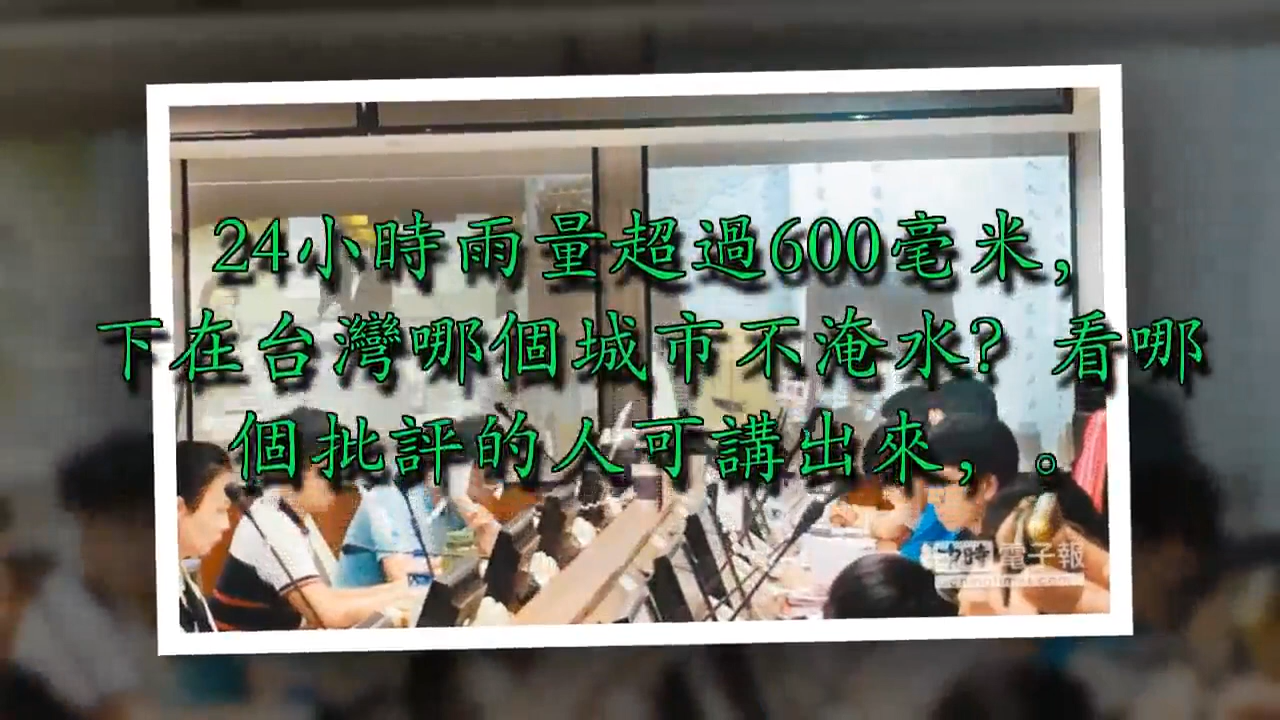 24小時雨量超過600毫米,
下在台灣哪個城市不淹水? 看哪
個批評的人可講出來, 。
中時電子報
chinatimes.com